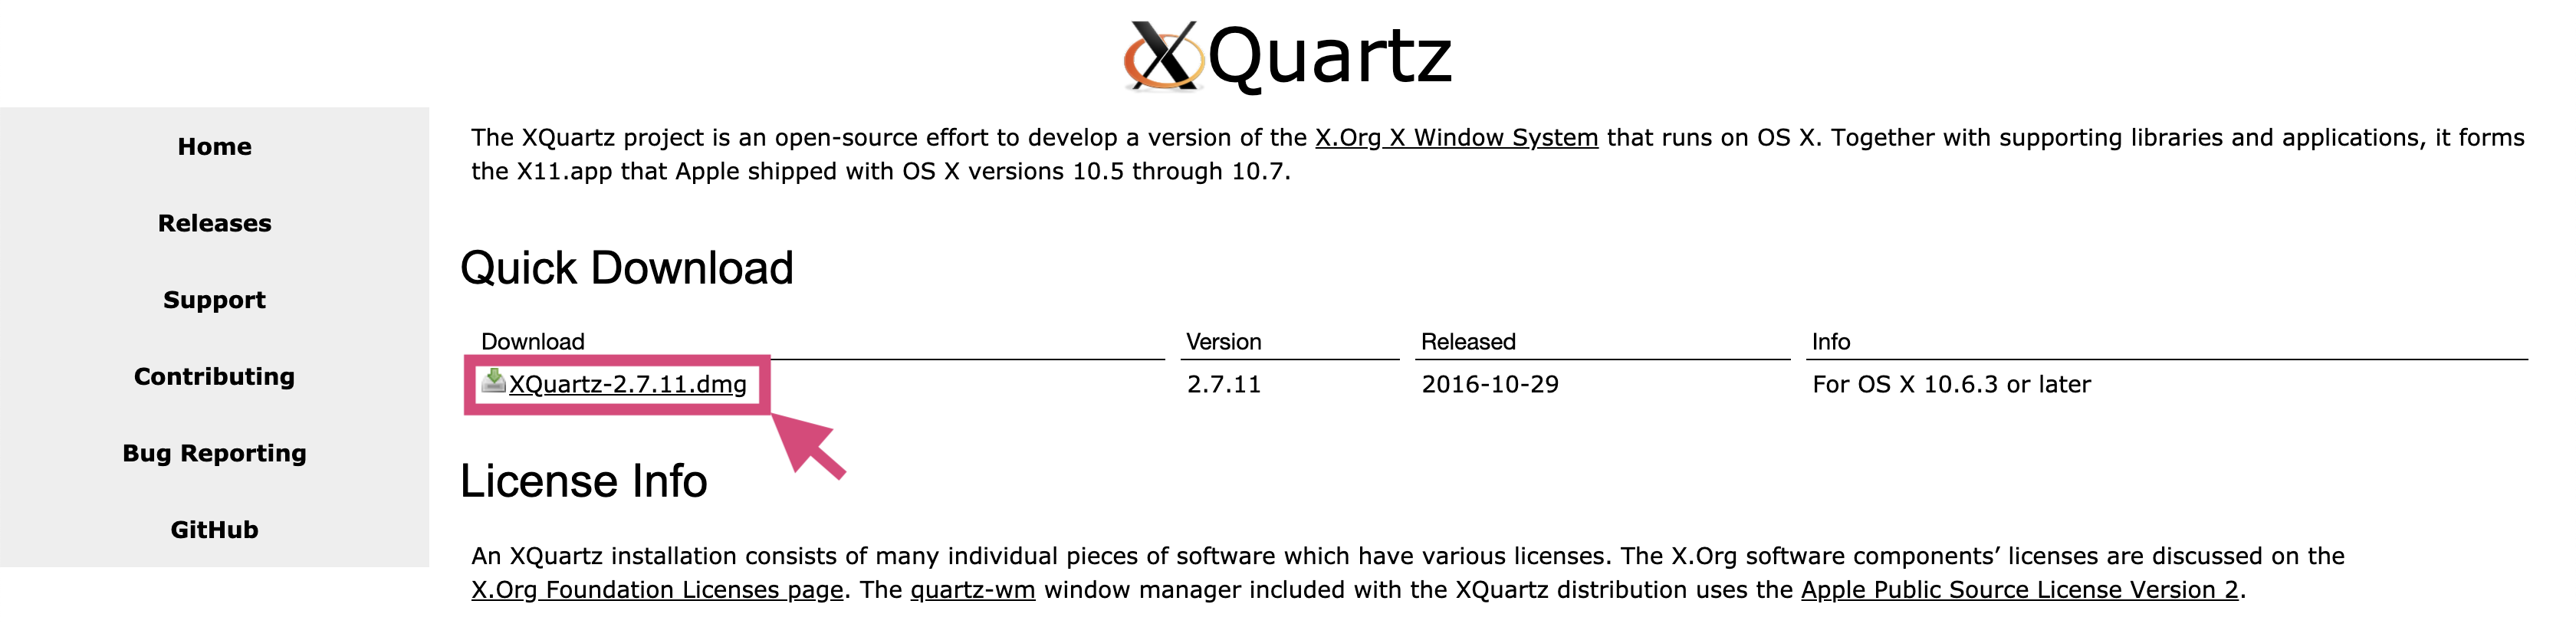 XQuartz
Home
Releases
Support
Contributing
Bug Reporting
GitHub
The XQuartz project is an open-source effort to develop a version of the X.Org X Window System that runs on OS X. Together with supporting libraries and applications, it forms
the X11.app that Apple shipped with OS X versions 10.5 through 10.7.
Quick Download
Download Version Released Info
XQuartz-2.7.11.dmg 2.7.11 2016-10-29 For OS X 10.6.3 or later
License Info
An XQuartz installation consists of many individual pieces of software which have various licenses. The X.Org software components’ licenses are discussed on the
X.Org Foundation Licenses page. The quartz-wm window manager included with the XQuartz distribution uses the Apple Public Source License Version 2.